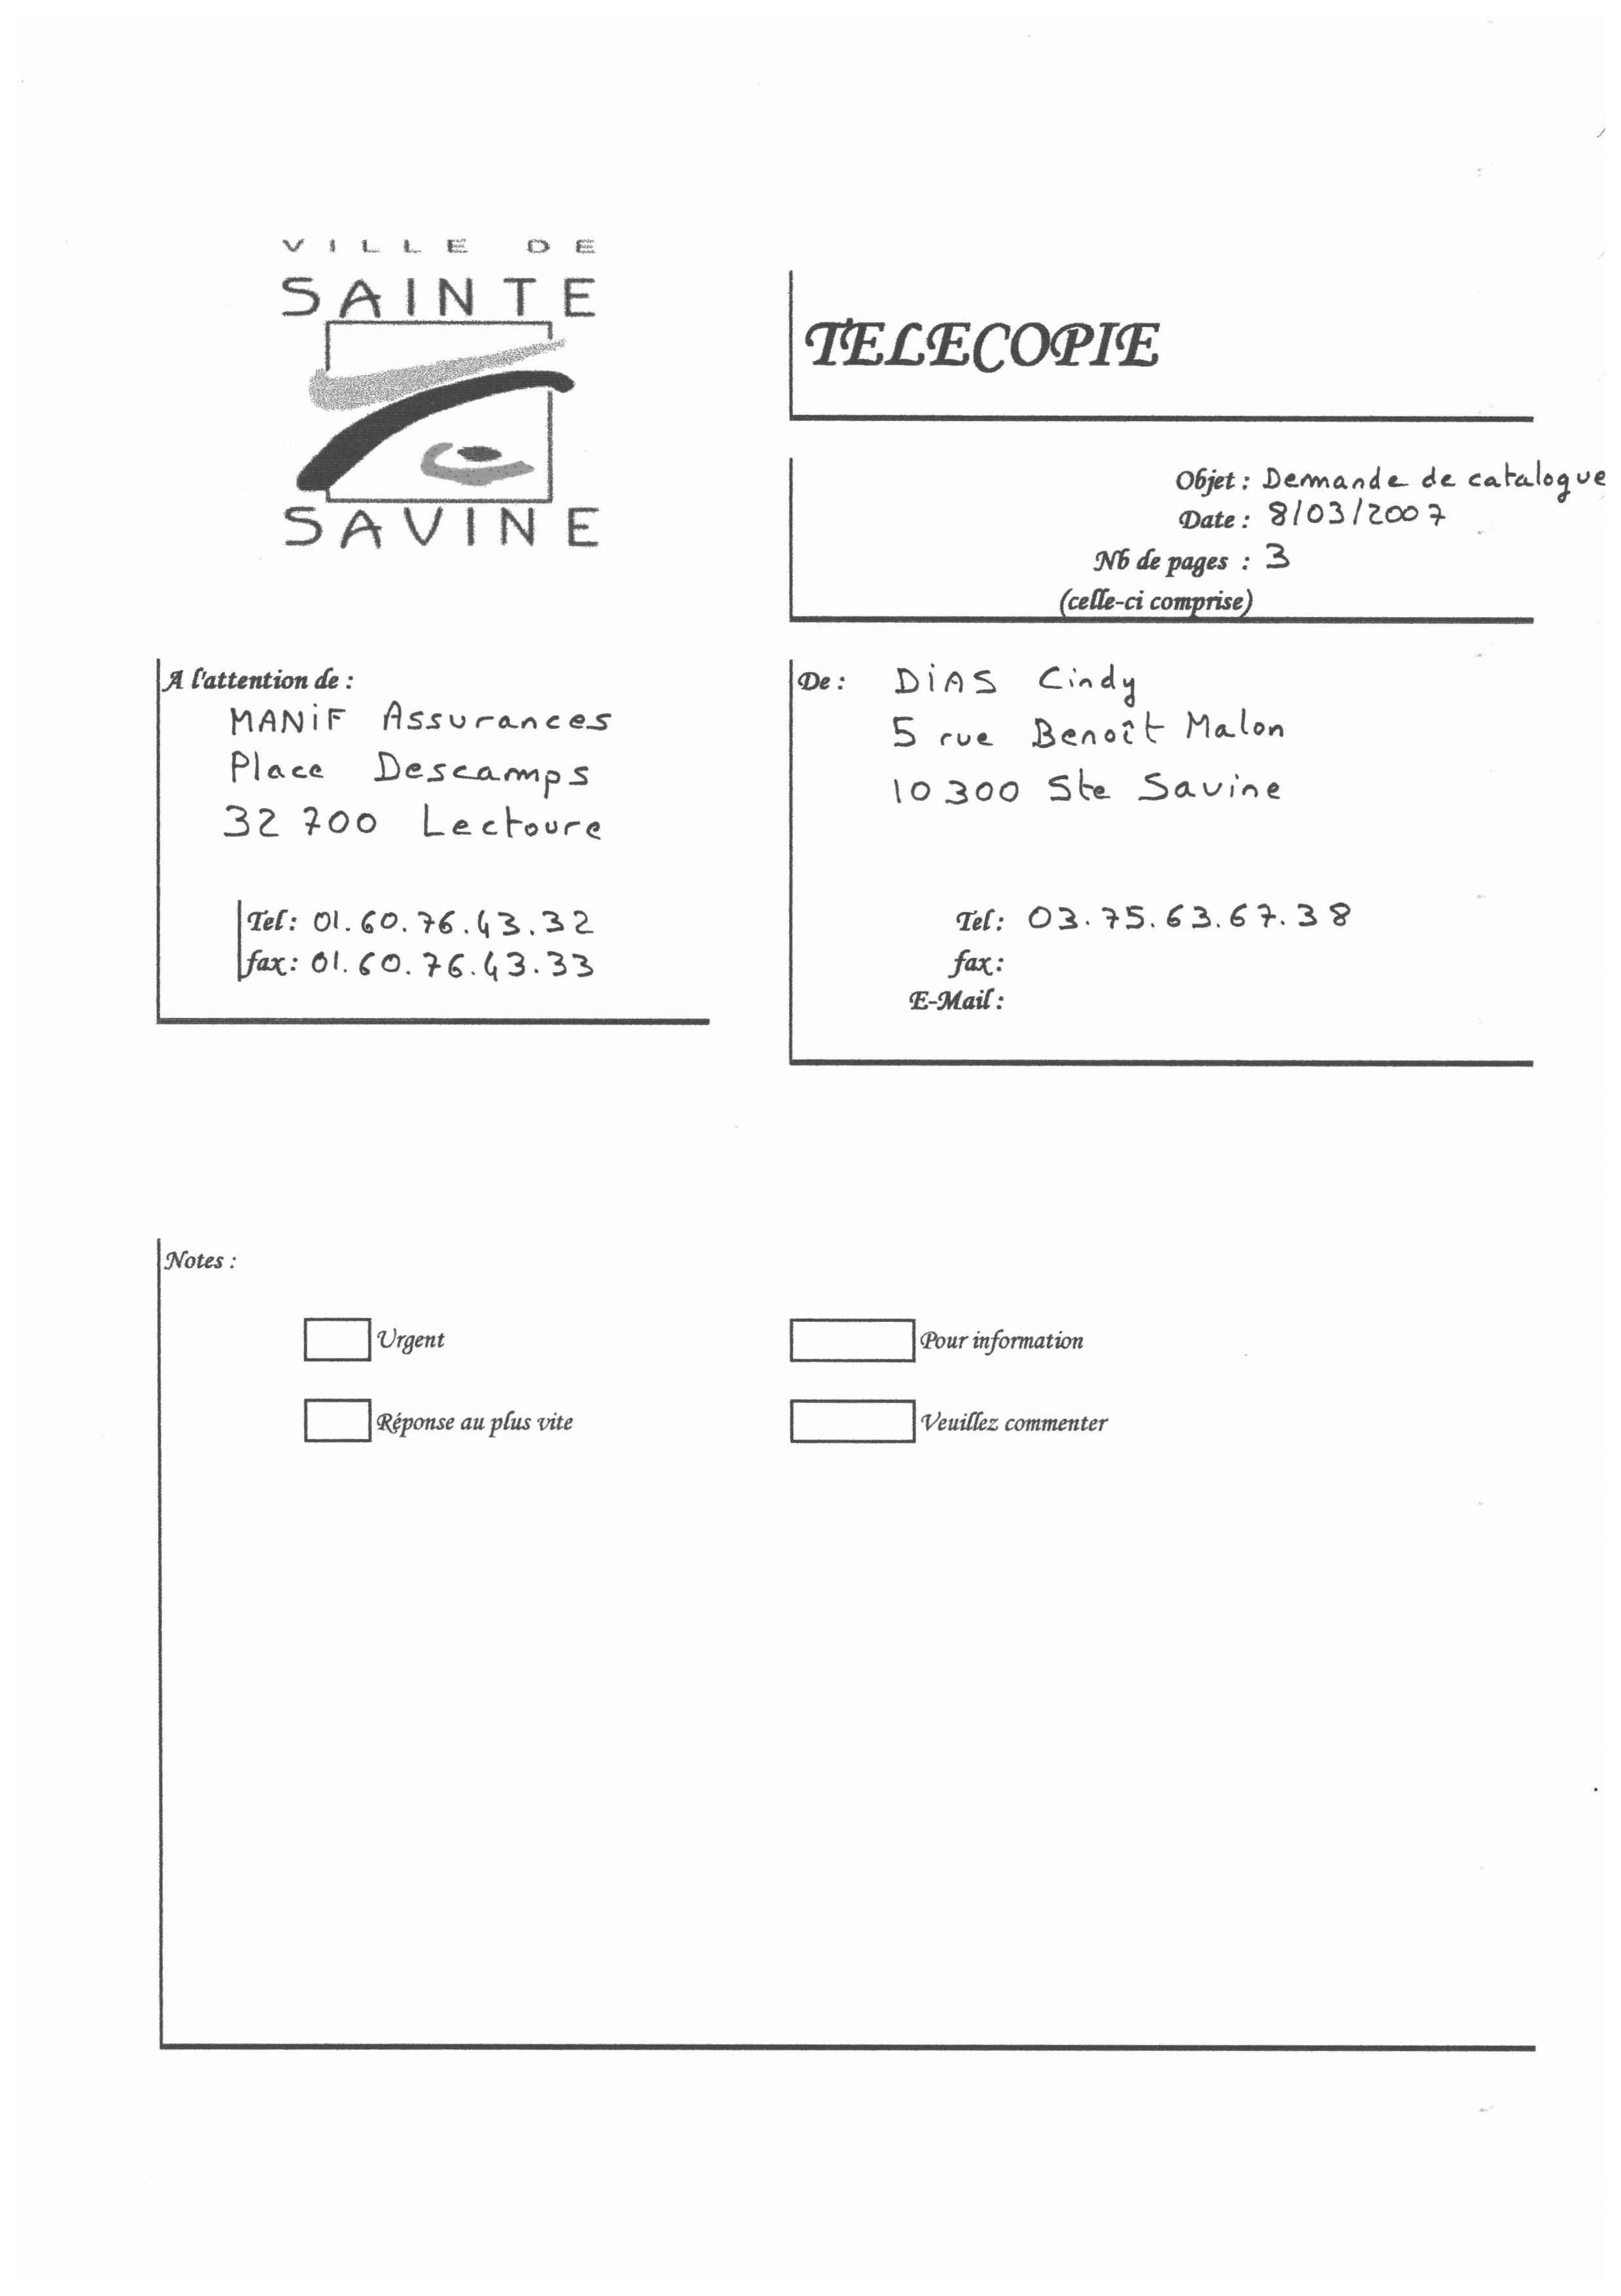 VILLE DE
SAINTE
SAVINE
TELECOPIE
Objet : Demande de catalogue
Date : 8/03/2007
Nb de pages : 3
(celle-ci comprise)
A l'attention de :
MANiF Assurances
Place Descamps
32 700 Lectoure
Tel : 01.60.76.43.32
fax : 01.60.76.43.33
De : DiAS Cindy
5 rue Benoît Malon
10 300 Ste Savine
Tel : 03.75.63.67.38
fax :
E-Mail :
Notes :
Urgent
Pour information
Réponse au plus vite
Veuillez commenter